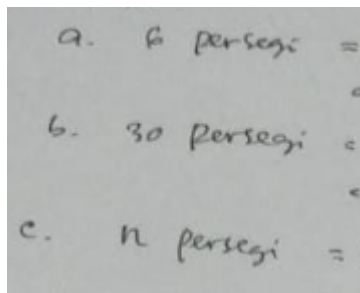 a. 6 persegi =
=
b. 30 persegi =
=
c. n persegi =